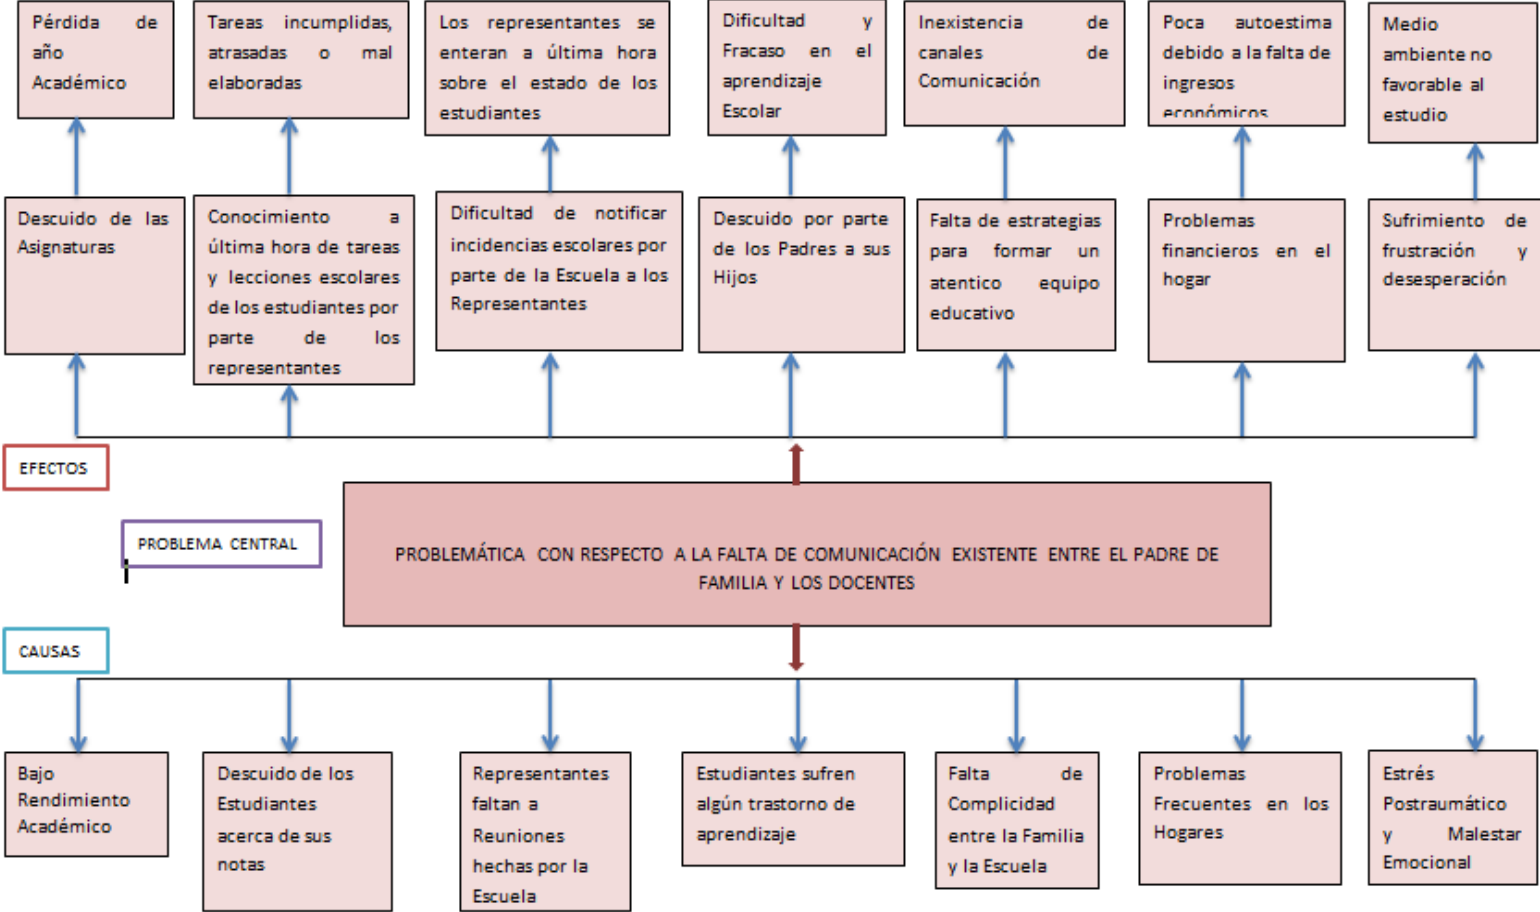 Pérdida de
año
Académico
Tareas incumplidas,
atrasadas o mal
elaboradas
Los representantes se
enteran a última hora
sobre el estado de los
estudiantes
Dificultad y
Fracaso en el
aprendizaje
Escolar
Inexistencia de
canales de
Comunicación
Poca autoestima
debido a la falta de
ingresos
económicos
Medio
ambiente no
favorable al
estudio
Descuido de las
Asignaturas
Conocimiento a
última hora de tareas
y lecciones escolares
de los estudiantes por
parte de los
representantes
Dificultad de notificar
incidencias escolares por
parte de la Escuela a los
Representantes
Descuido por parte
de los Padres a sus
Hijos
Falta de estrategias
para formar un
atentico equipo
educativo
Problemas
financieros en el
hogar
Sufrimiento de
frustración y
desesperación
EFECTOS
PROBLEMA CENTRAL
PROBLEMÁTICA CON RESPECTO A LA FALTA DE COMUNICACIÓN EXISTENTE ENTRE EL PADRE DE
FAMILIA Y LOS DOCENTES
CAUSAS
Bajo
Rendimiento
Académico
Descuido de los
Estudiantes
acerca de sus
notas
Representantes
faltan a
Reuniones
hechas por la
Escuela
Estudiantes sufren
algún trastorno de
aprendizaje
Falta de
Complicidad
entre la Familia
y la Escuela
Problemas
Frecuentes en los
Hogares
Estrés
Postraumático
y Malestar
Emocional